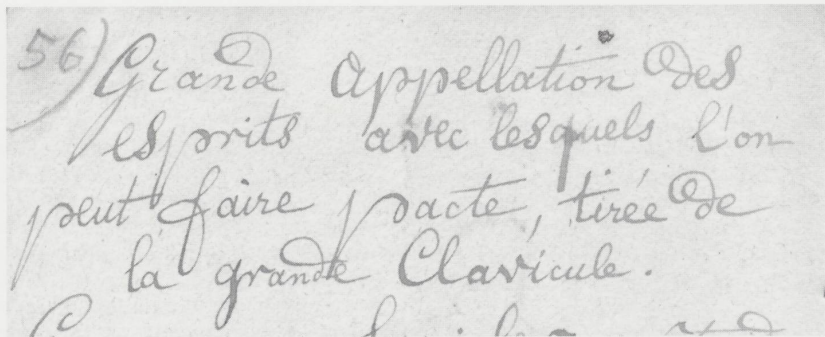 56) Grande Appellation des
esprits avec lesquels l'on
peut faire pacte, tirée de
la grande Clavicule.